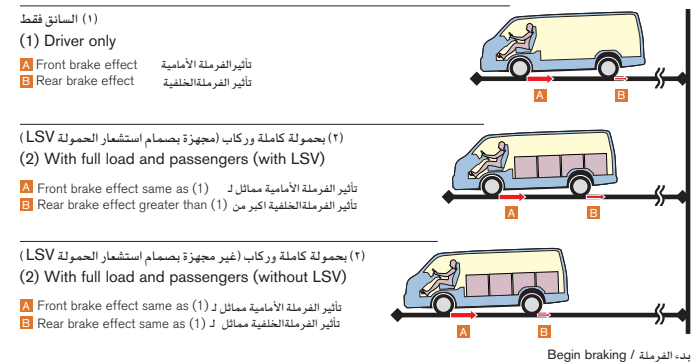 (١) السائق فقط
(1) Driver only
A Front brake effect تأثير الفرملة الأمامية
B Rear brake effect تأثير الفرملة الخلفية
A B
(٢) بحمولة كاملة وركاب (مجهزة بصمام استشعار الحمولة LSV)
(2) With full load and passengers (with LSV)
A Front brake effect same as (1) تأثير الفرملة الأمامية مماثل لـ
B Rear brake effect greater than (1) تأثير الفرملة الخلفية اكبر من
A B
(٢) بحمولة كاملة وركاب (غير مجهزة بصمام استشعار الحمولة LSV)
(2) With full load and passengers (without LSV)
A Front brake effect same as (1) تأثير الفرملة الأمامية مماثل لـ
B Rear brake effect same as (1) تأثير الفرملة الخلفية مماثل لـ
A B
Begin braking / بدء الفرملة